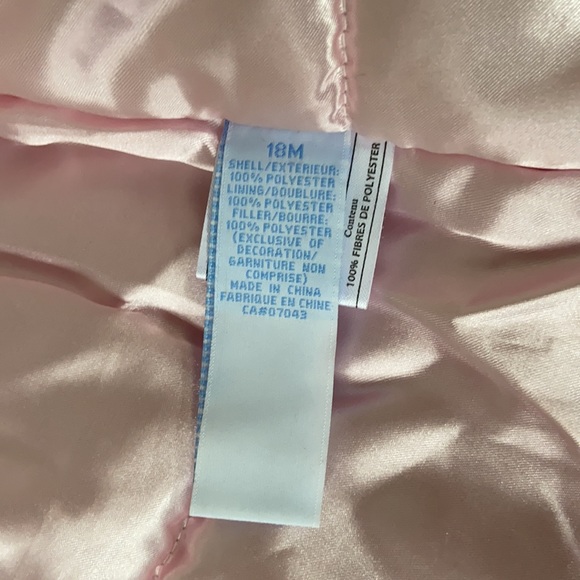 18M
SHELL/EXTERIEUR:
100% POLYESTER
LINING/DOUBLURE:
100% POLYESTER
FILLER/BOURRE:
100% POLYESTER
(EXCLUSIVE OF
DECORATION/
GARNITURE NON
COMPRISE)
MADE IN CHINA
FABRIQUE EN CHINE
CA#07043
Contenu
100% FIBRES DE POLYESTER